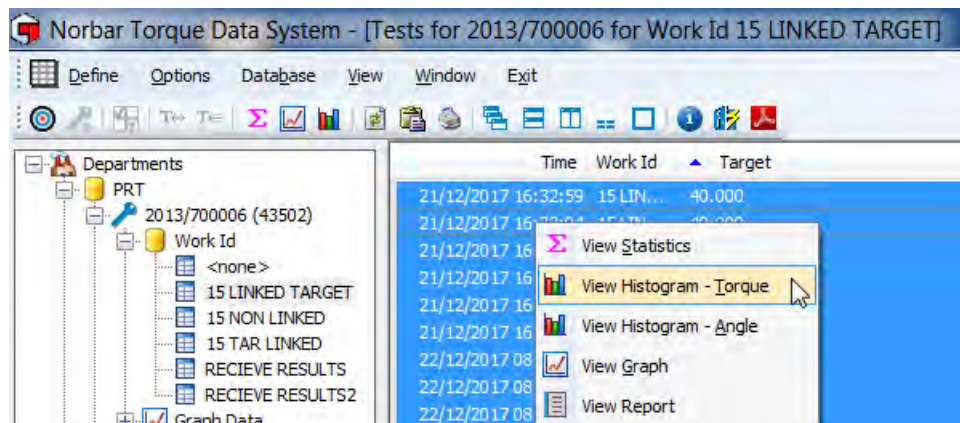 Norbar Torque Data System - [Tests for 2013/700006 for Work Id 15 LINKED TARGET]
Define Options Database View Window Exit
Departments
PRT
2013/700006 (43502)
Work Id
<none>
15 LINKED TARGET
15 NON LINKED
15 TAR LINKED
RECIEVE RESULTS
RECIEVE RESULTS2
Graph Data
Time Work Id Target
21/12/2017 16:32:59 15 LIN... 40.000
21/12/2017 16
21/12/2017 16
21/12/2017 16
21/12/2017 16
21/12/2017 16
22/12/2017 08
22/12/2017 08
22/12/2017 08
View Statistics
View Histogram - Torque
View Histogram - Angle
View Graph
View Report